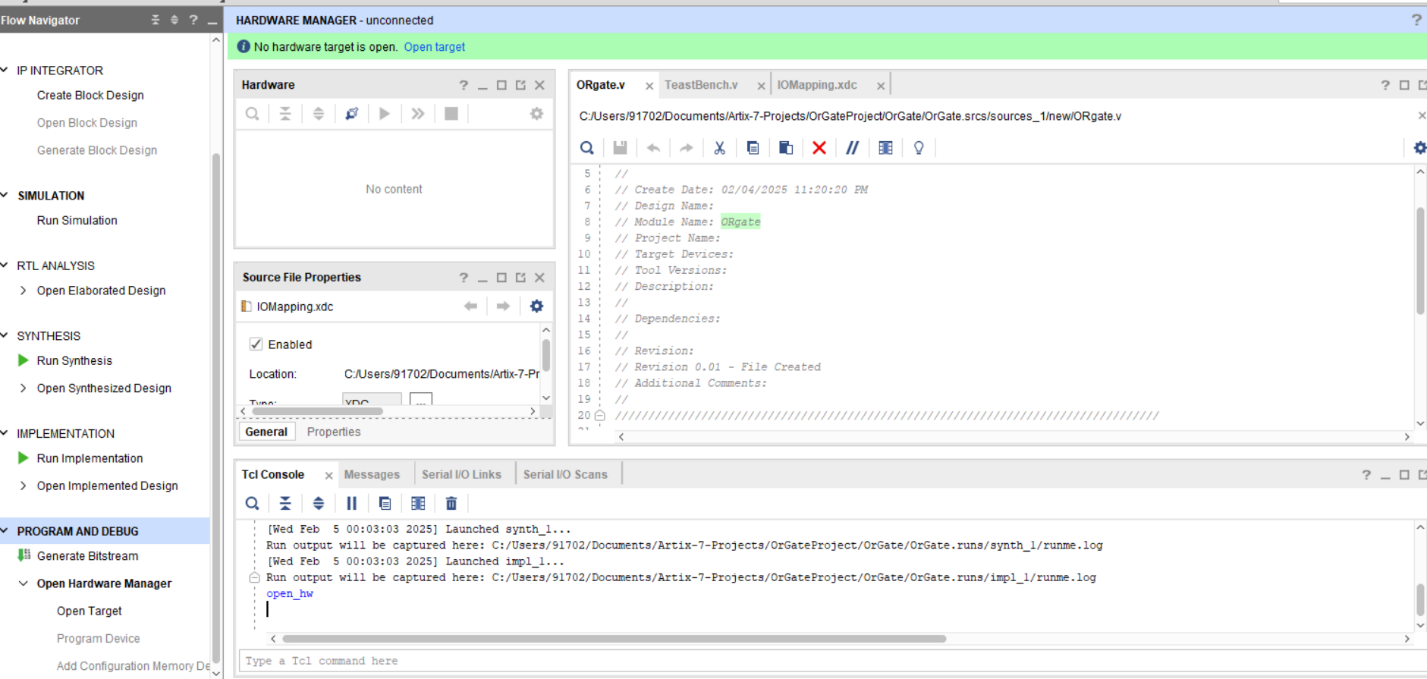 Flow Navigator
?
IP INTEGRATOR
Create Block Design
Open Block Design
Generate Block Design
SIMULATION
Run Simulation
RTL ANALYSIS
Open Elaborated Design
SYNTHESIS
Run Synthesis
Open Synthesized Design
IMPLEMENTATION
Run Implementation
Open Implemented Design
PROGRAM AND DEBUG
Generate Bitstream
Open Hardware Manager
Open Target
Program Device
Add Configuration Memory De
HARDWARE MANAGER - unconnected
?
No hardware target is open. Open target
Hardware
?
No content
Source File Properties
?
IOMapping.xdc
Enabled
Location: C:/Users/91702/Documents/Artix-7-Pr
Type: XDC ...
General Properties
ORgate.v TeastBench.v IOMapping.xdc
?
C:/Users/91702/Documents/Artix-7-Projects/OrGateProject/OrGate/OrGate.srcs/sources_1/new/ORgate.v
5 //
6 // Create Date: 02/04/2025 11:20:20 PM
7 // Design Name:
8 // Module Name: ORgate
9 // Project Name:
10 // Target Devices:
11 // Tool Versions:
12 // Description:
13 //
14 // Dependencies:
15 //
16 // Revision:
17 // Revision 0.01 - File Created
18 // Additional Comments:
19 //
20 //////////////////////////////////////////////////////////////////////////////////
Tcl Console Messages Serial I/O Links Serial I/O Scans
?
[Wed Feb  5 00:03:03 2025] Launched synth_1...
Run output will be captured here: C:/Users/91702/Documents/Artix-7-Projects/OrGateProject/OrGate/OrGate.runs/synth_1/runme.log
[Wed Feb  5 00:03:03 2025] Launched impl_1...
Run output will be captured here: C:/Users/91702/Documents/Artix-7-Projects/OrGateProject/OrGate/OrGate.runs/impl_1/runme.log
open_hw
Type a Tcl command here